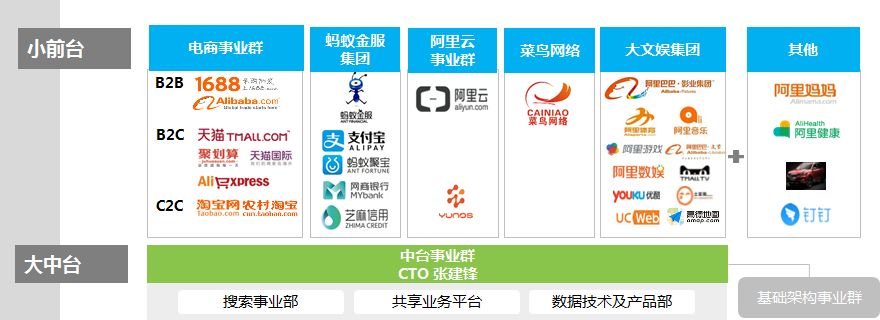 小前台
电商事业群
蚂蚁金服
集团
阿里云
事业群
菜鸟网络
大文娱集团
其他
B2B
1688
Alibaba.com
Global trade starts here
B2C
天猫 TMALL.COM
聚划算
天猫国际
AliExpress
C2C
淘宝网
Taobao.com
农村淘宝
cun.taobao.com
蚂蚁金服
ANT FINANCIAL
支付宝
ALIPAY
蚂蚁聚宝
ANT FORTUNE
网商银行
MYbank
芝麻信用
ZHIMA CREDIT
阿里云
aliyun.com
YUNOS
CAINIAO
菜鸟网络
阿里巴巴·影业集团
阿里体育
阿里音乐
阿里游戏
阿里巴巴
阿里数娱
TMALLTV
YOUKU 优酷
UC Web
高德地图
amap.com
+
阿里妈妈
Alimama.com
AliHealth
阿里健康
钉钉
大中台
中台事业群
CTO 张建锋
搜索事业部
共享业务平台
数据技术及产品部
基础架构事业群